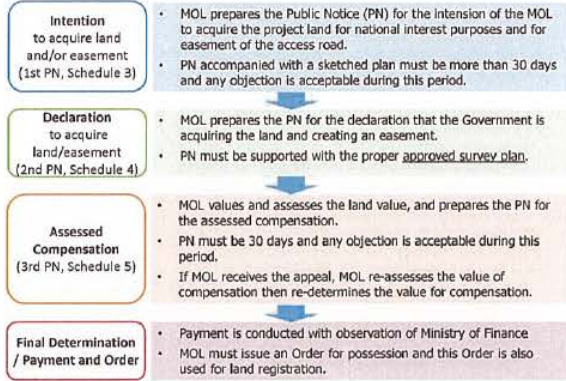 Intention
to acquire land
and/or easement
(1st PN, Schedule 3)
• MOL prepares the Public Notice (PN) for the intension of the MOL
to acquire the project land for national interest purposes and for
easement of the access road.
• PN accompanied with a sketched plan must be more than 30 days
and any objection is acceptable during this period.
Declaration
to acquire
land/easement
(2nd PN, Schedule 4)
• MOL prepares the PN for the declaration that the Government is
acquiring the land and creating an easement.
• PN must be supported with the proper approved survey plan.
Assessed
Compensation
(3rd PN, Schedule 5)
• MOL values and assesses the land value, and prepares the PN for
the assessed compensation.
• PN must be 30 days and any objection is acceptable during this
period.
• If MOL receives the appeal, MOL re-assesses the value of
compensation then re-determines the value for compensation.
Final Determination
/ Payment and Order
• Payment is conducted with observation of Ministry of Finance
• MOL must issue an Order for possession and this Order is also
used for land registration.